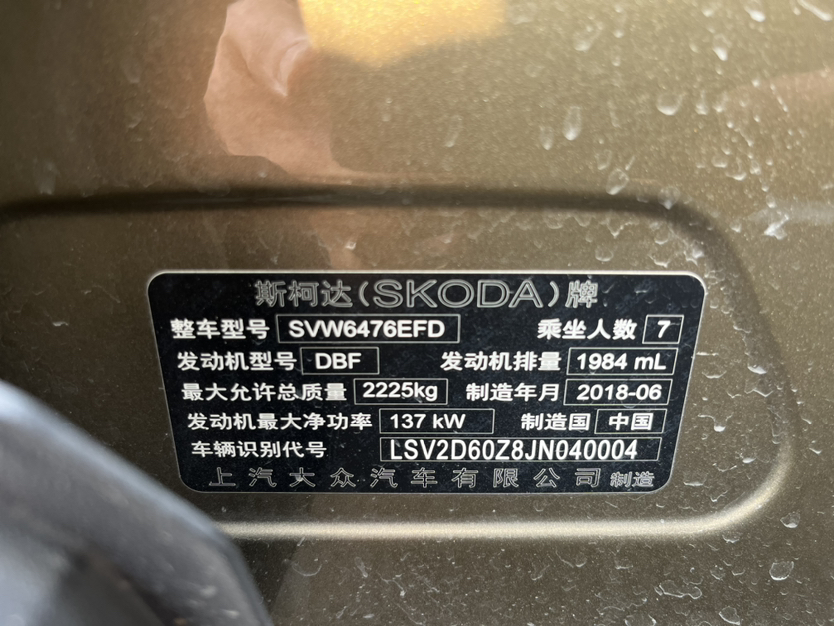 斯柯达(SKODA)牌
整车型号 SVW6476EFD 乘坐人数 7
发动机型号 DBF 发动机排量 1984 mL
最大允许总质量 2225kg 制造年月 2018-06
发动机最大净功率 137 kW 制造国 中国
车辆识别代号 LSV2D60Z8JN040004
上汽大众汽车有限公司 制造